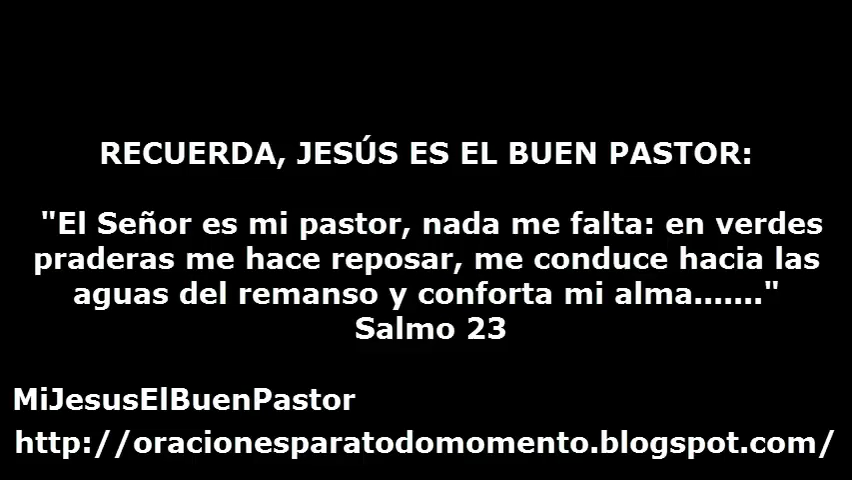 RECUERDA, JESÚS ES EL BUEN PASTOR:
"El Señor es mi pastor, nada me falta: en verdes
praderas me hace reposar, me conduce hacia las
aguas del remanso y conforta mi alma......."
Salmo 23
MiJesusElBuenPastor
http://oracionesparatodomomento.blogspot.com/